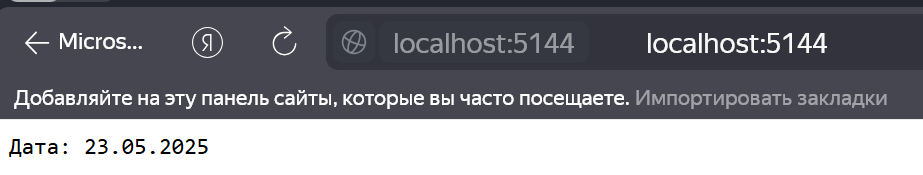 Micros... Я localhost:5144 localhost:5144
Добавляйте на эту панель сайты, которые вы часто посещаете. Импортировать закладки
Дата: 23.05.2025